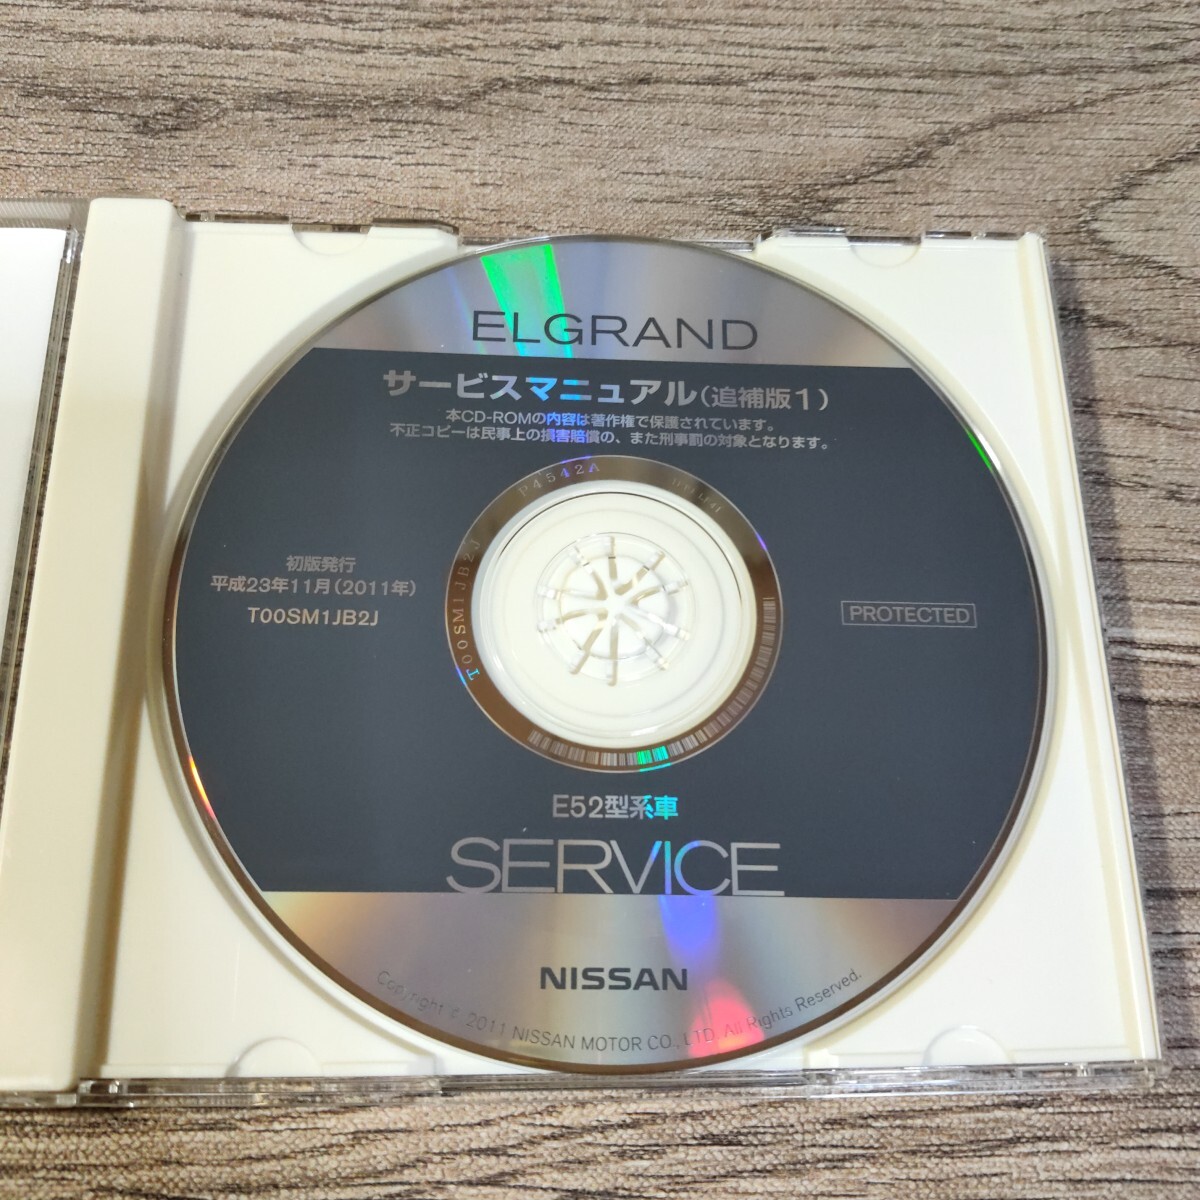 ELGRAND
サービスマニュアル(追補版1)
本CD-ROMの内容は著作権で保護されています。
不正コピーは民事上の損害賠償の、また刑事罰の対象となります。
P4542A
T00SM1JB2J
初版発行
平成23年11月(2011年)
T00SM1JB2J
PROTECTED
E52型系車
SERVICE
NISSAN
Copyright © 2011 NISSAN MOTOR CO., LTD. All Rights Reserved.